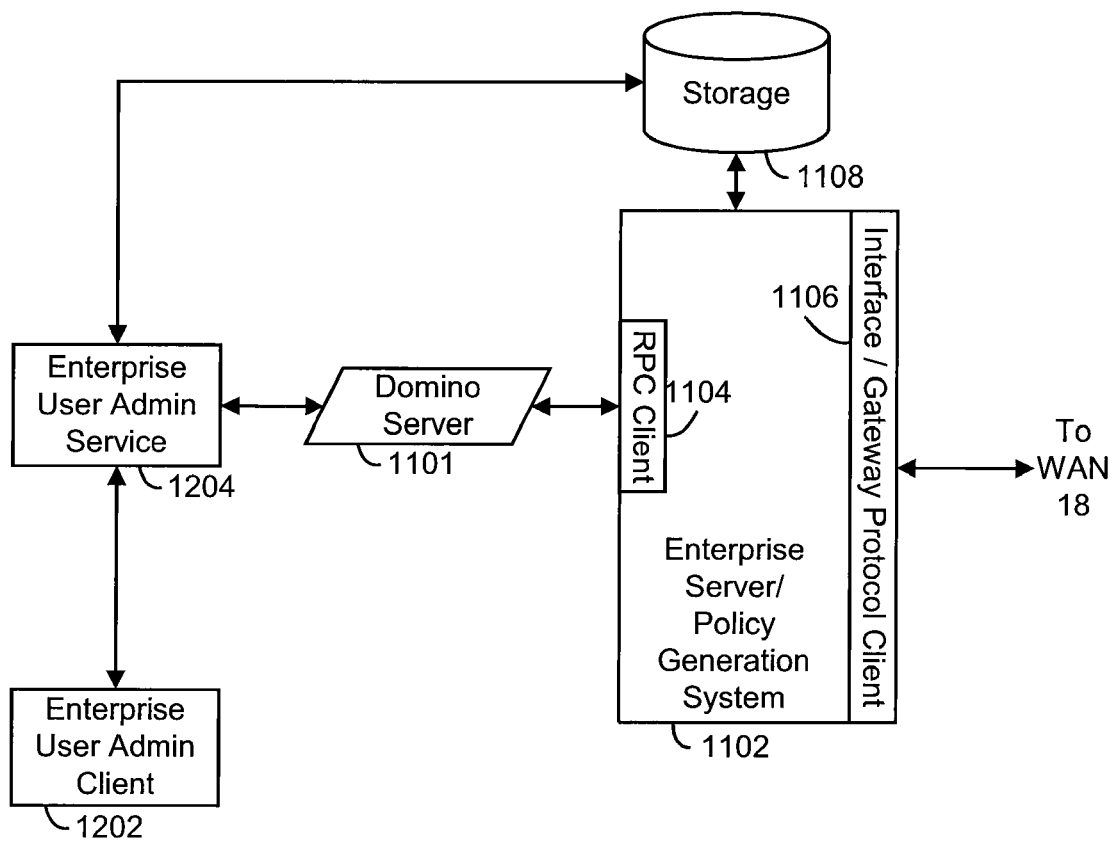 Storage
1108
Interface / Gateway Protocol Client
1106
RPC Client
1104
Enterprise
User Admin
Service
1204
Domino
Server
1101
To
WAN
18
Enterprise
Server/
Policy
Generation
System
1102
Enterprise
User Admin
Client
1202